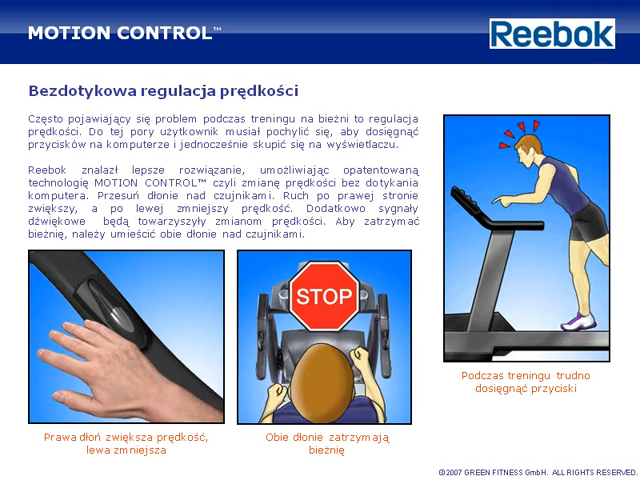 MOTION CONTROL™
Reebok
Bezdotykowa regulacja prędkości
Często pojawiający się problem podczas treningu na bieżni to regulacja
prędkości. Do tej pory użytkownik musiał pochylić się, aby dosięgnąć
przycisków na komputerze i jednocześnie skupić się na wyświetlaczu.
Reebok znalazł lepsze rozwiązanie, umożliwiając opatentowaną
technologię MOTION CONTROL™ czyli zmianę prędkości bez dotykania
komputera. Przesuń dłonie nad czujnikami. Ruch po prawej stronie
zwiększy, a po lewej zmniejszy prędkość. Dodatkowo sygnały
dźwiękowe będą towarzyszyły zmianom prędkości. Aby zatrzymać
bieżnię, należy umieścić obie dłonie nad czujnikami.
STOP
Prawa dłoń zwiększa prędkość,
lewa zmniejsza
Obie dłonie zatrzymają
bieżnię
Podczas treningu trudno
dosięgnąć przyciski
©2007 GREEN FITNESS GmbH. ALL RIGHTS RESERVED.